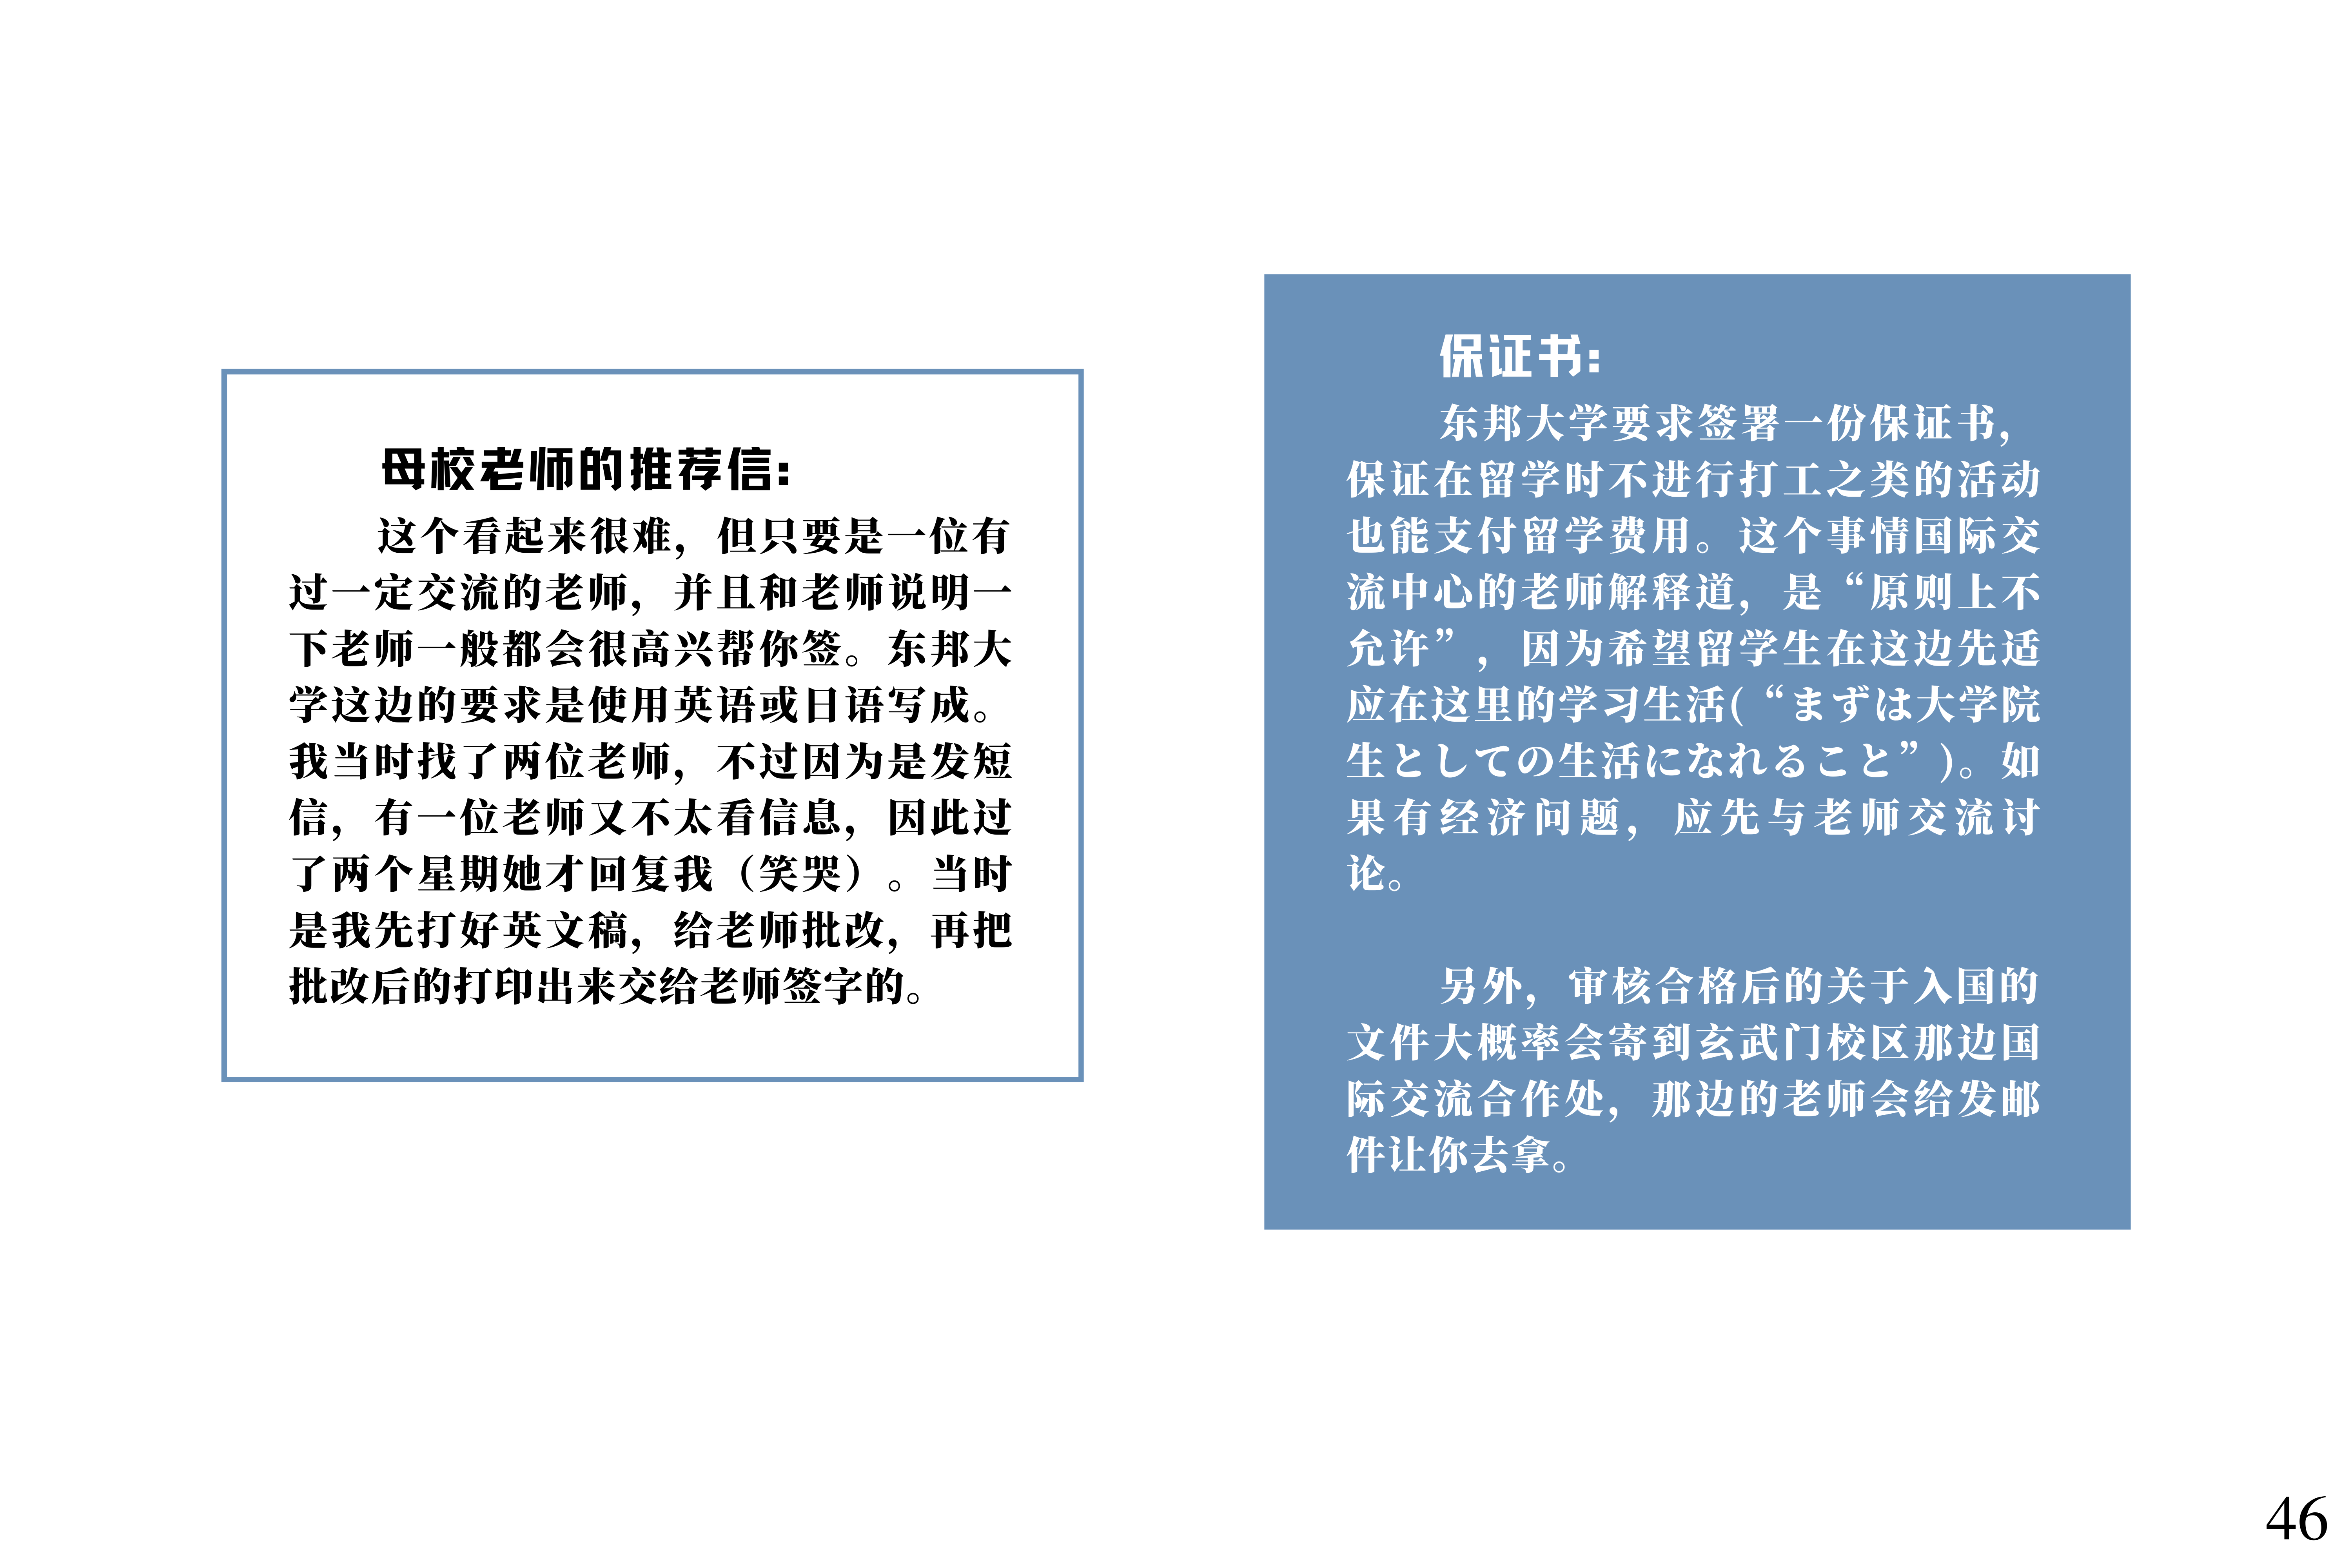 母校老师的推荐信：
这个看起来很难，但只要是一位有
过一定交流的老师，并且和老师说明一
下老师一般都会很高兴帮你签。东邦大
学这边的要求是使用英语或日语写成。
我当时找了两位老师，不过因为是发短
信，有一位老师又不太看信息，因此过
了两个星期她才回复我（笑哭）。当时
是我先打好英文稿，给老师批改，再把
批改后的打印出来交给老师签字的。
保证书：
东邦大学要求签署一份保证书，
保证在留学时不进行打工之类的活动
也能支付留学费用。这个事情国际交
流中心的老师解释道，是“原则上不
允许”，因为希望留学生在这边先适
应在这里的学习生活(“まずは大学院
生としての生活になれること”)。如
果有经济问题，应先与老师交流讨
论。
另外，审核合格后的关于入国的
文件大概率会寄到玄武门校区那边国
际交流合作处，那边的老师会给发邮
件让你去拿。
46